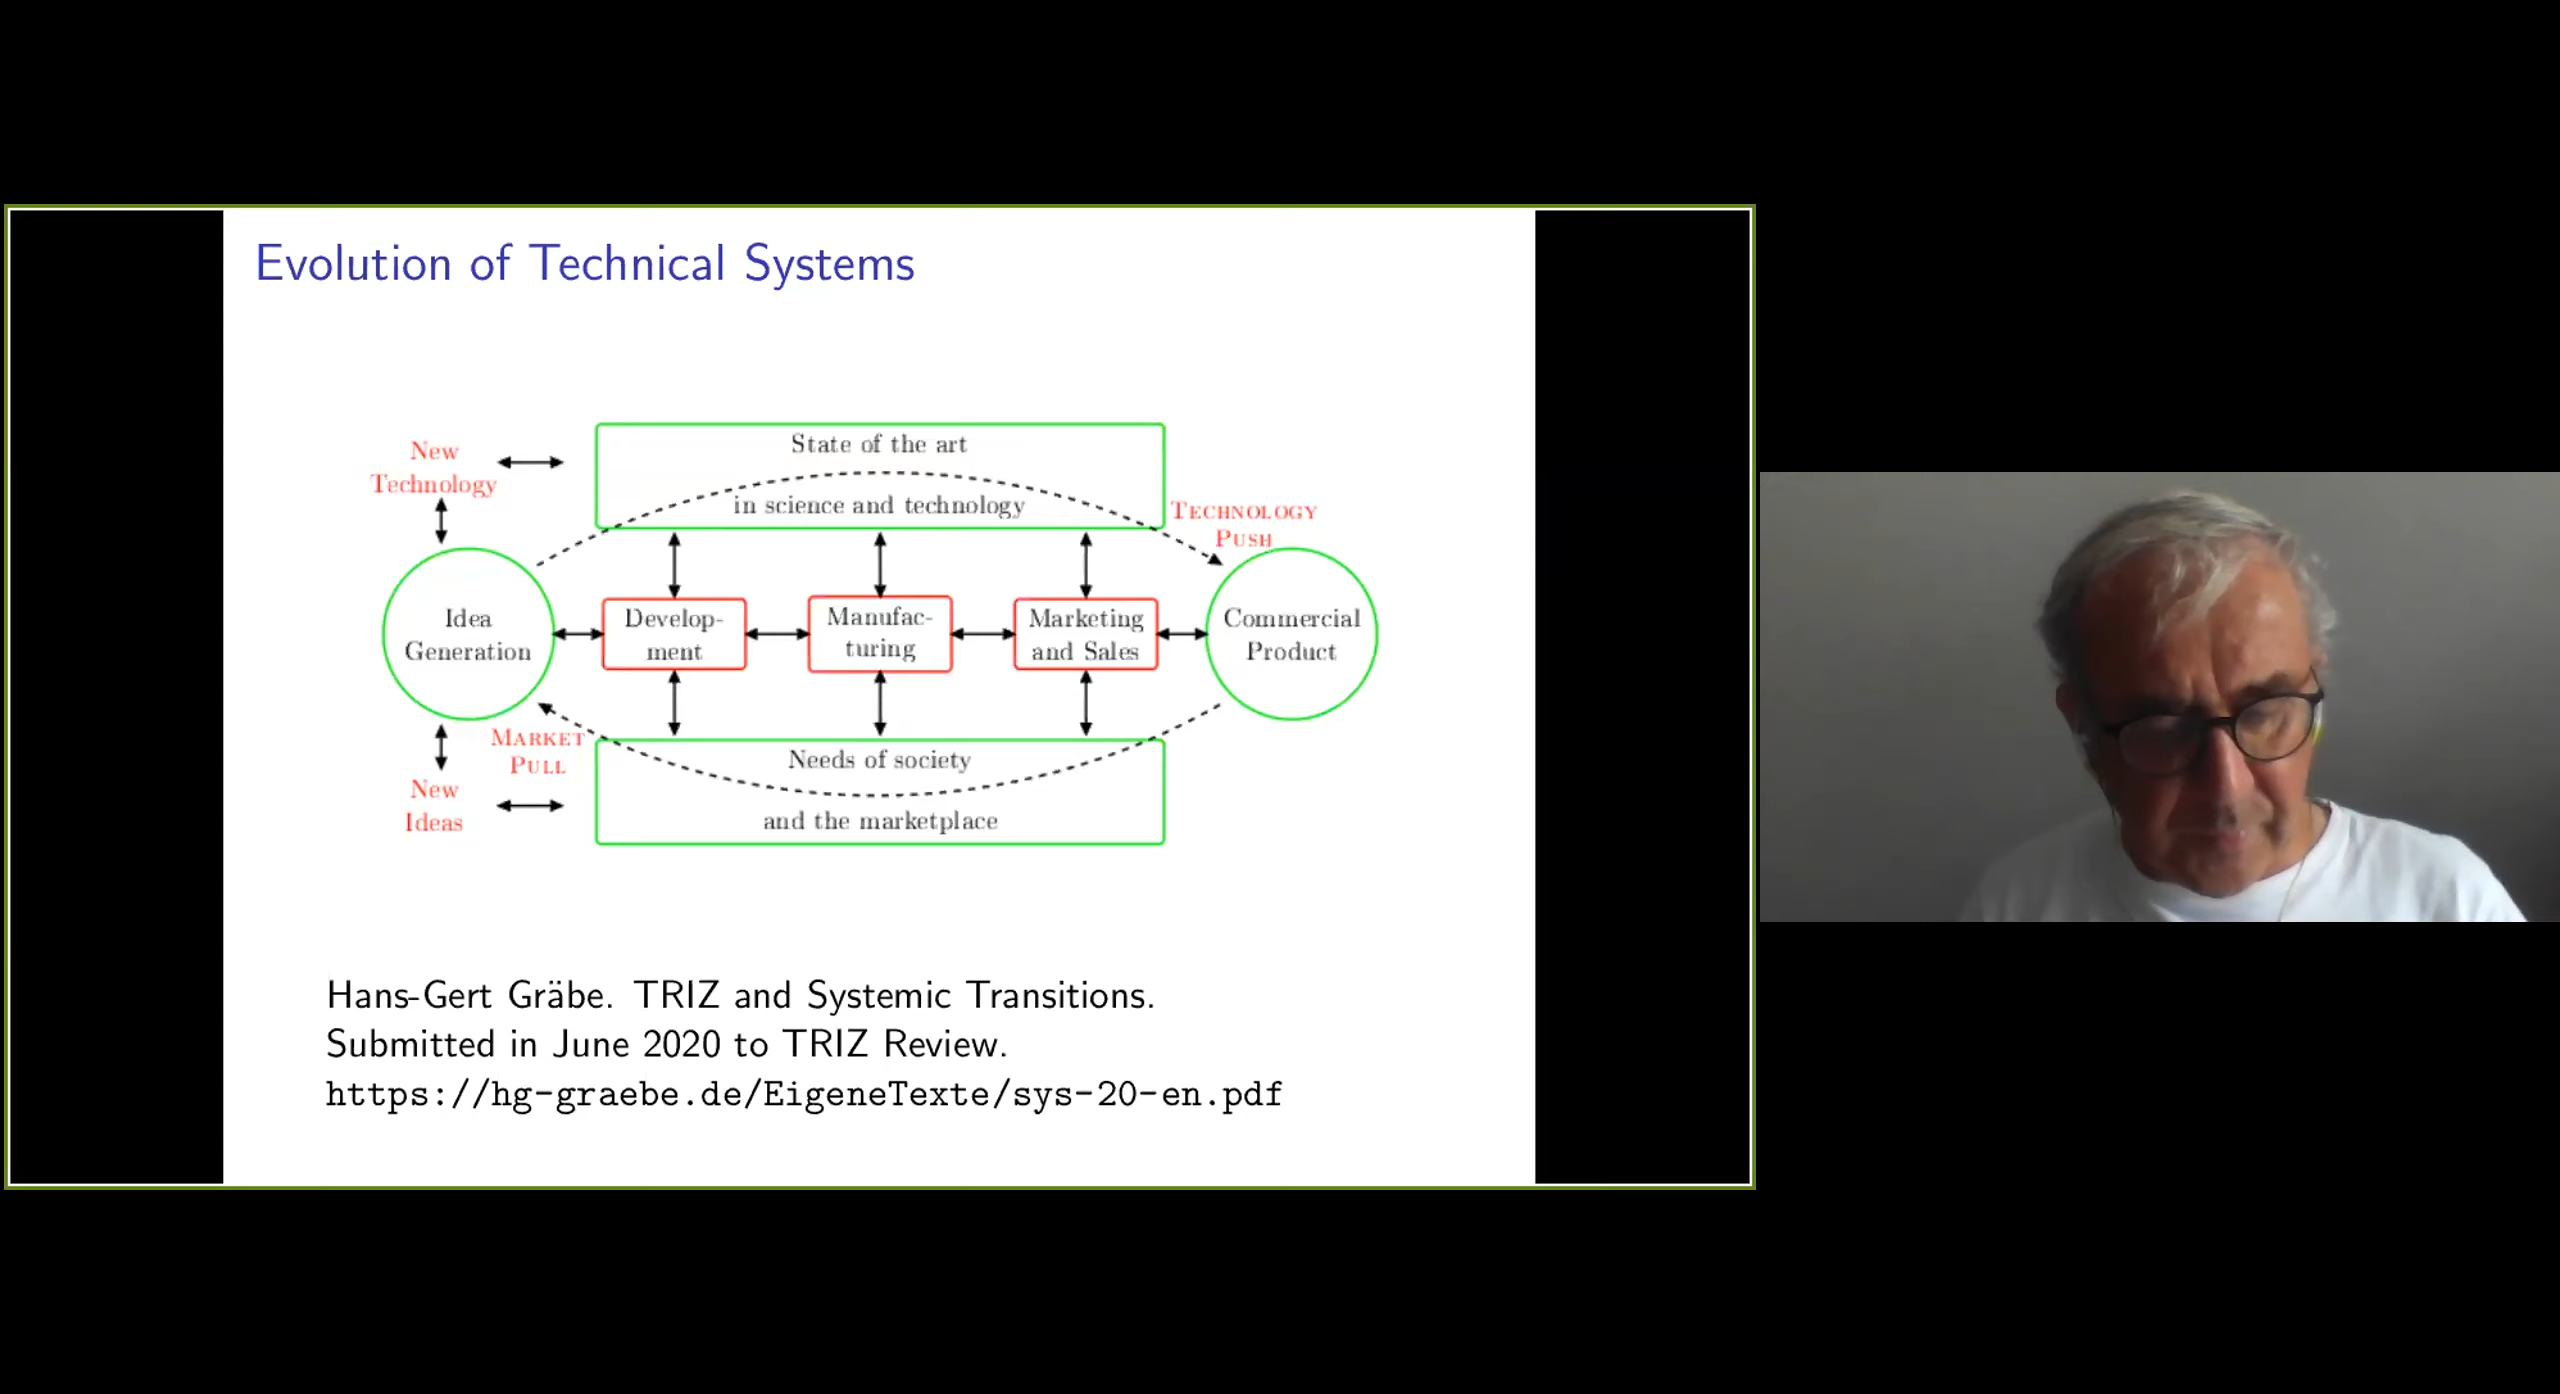 Evolution of Technical Systems
New
Technology
State of the art
in science and technology
TECHNOLOGY
PUSH
Idea
Generation
Develop-
ment
Manufac-
turing
Marketing
and Sales
Commercial
Product
MARKET
PULL
New
Ideas
Needs of society
and the marketplace
Hans-Gert Gräbe. TRIZ and Systemic Transitions.
Submitted in June 2020 to TRIZ Review.
https://hg-graebe.de/EigeneTexte/sys-20-en.pdf